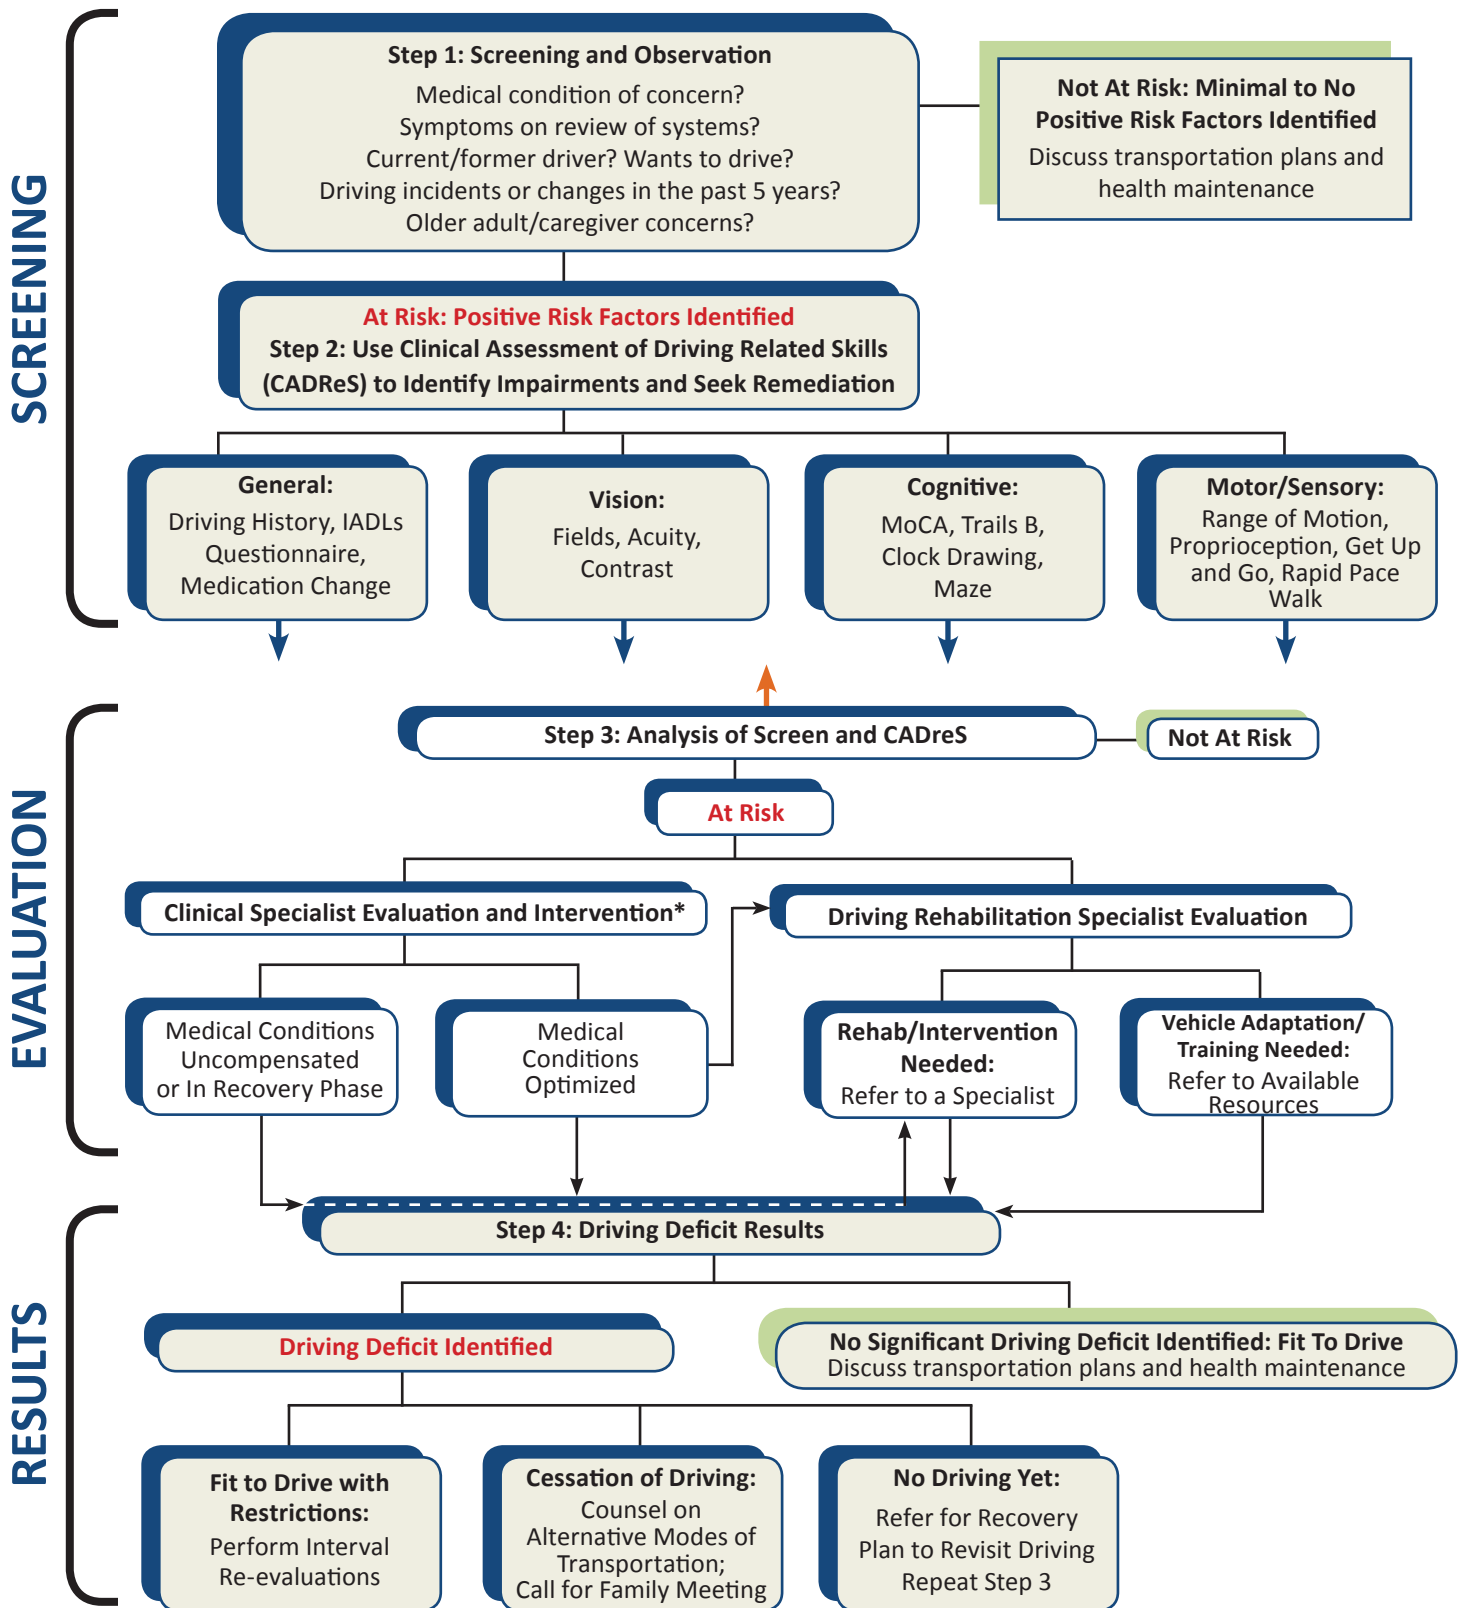 SCREENING
Step 1: Screening and Observation
Medical condition of concern?
Symptoms on review of systems?
Current/former driver? Wants to drive?
Driving incidents or changes in the past 5 years?
Older adult/caregiver concerns?
Not At Risk: Minimal to No
Positive Risk Factors Identified
Discuss transportation plans and
health maintenance
At Risk: Positive Risk Factors Identified
Step 2: Use Clinical Assessment of Driving Related Skills
(CADReS) to Identify Impairments and Seek Remediation
General:
Driving History, IADLs
Questionnaire,
Medication Change
Vision:
Fields, Acuity,
Contrast
Cognitive:
MoCA, Trails B,
Clock Drawing,
Maze
Motor/Sensory:
Range of Motion,
Proprioception, Get Up
and Go, Rapid Pace
Walk
EVALUATION
Step 3: Analysis of Screen and CADreS
Not At Risk
At Risk
Clinical Specialist Evaluation and Intervention*
Driving Rehabilitation Specialist Evaluation
Medical Conditions
Uncompensated
or In Recovery Phase
Medical
Conditions
Optimized
Rehab/Intervention
Needed:
Refer to a Specialist
Vehicle Adaptation/
Training Needed:
Refer to Available
Resources
RESULTS
Step 4: Driving Deficit Results
Driving Deficit Identified
No Significant Driving Deficit Identified: Fit To Drive
Discuss transportation plans and health maintenance
Fit to Drive with
Restrictions:
Perform Interval
Re-evaluations
Cessation of Driving:
Counsel on
Alternative Modes of
Transportation;
Call for Family Meeting
No Driving Yet:
Refer for Recovery
Plan to Revisit Driving
Repeat Step 3